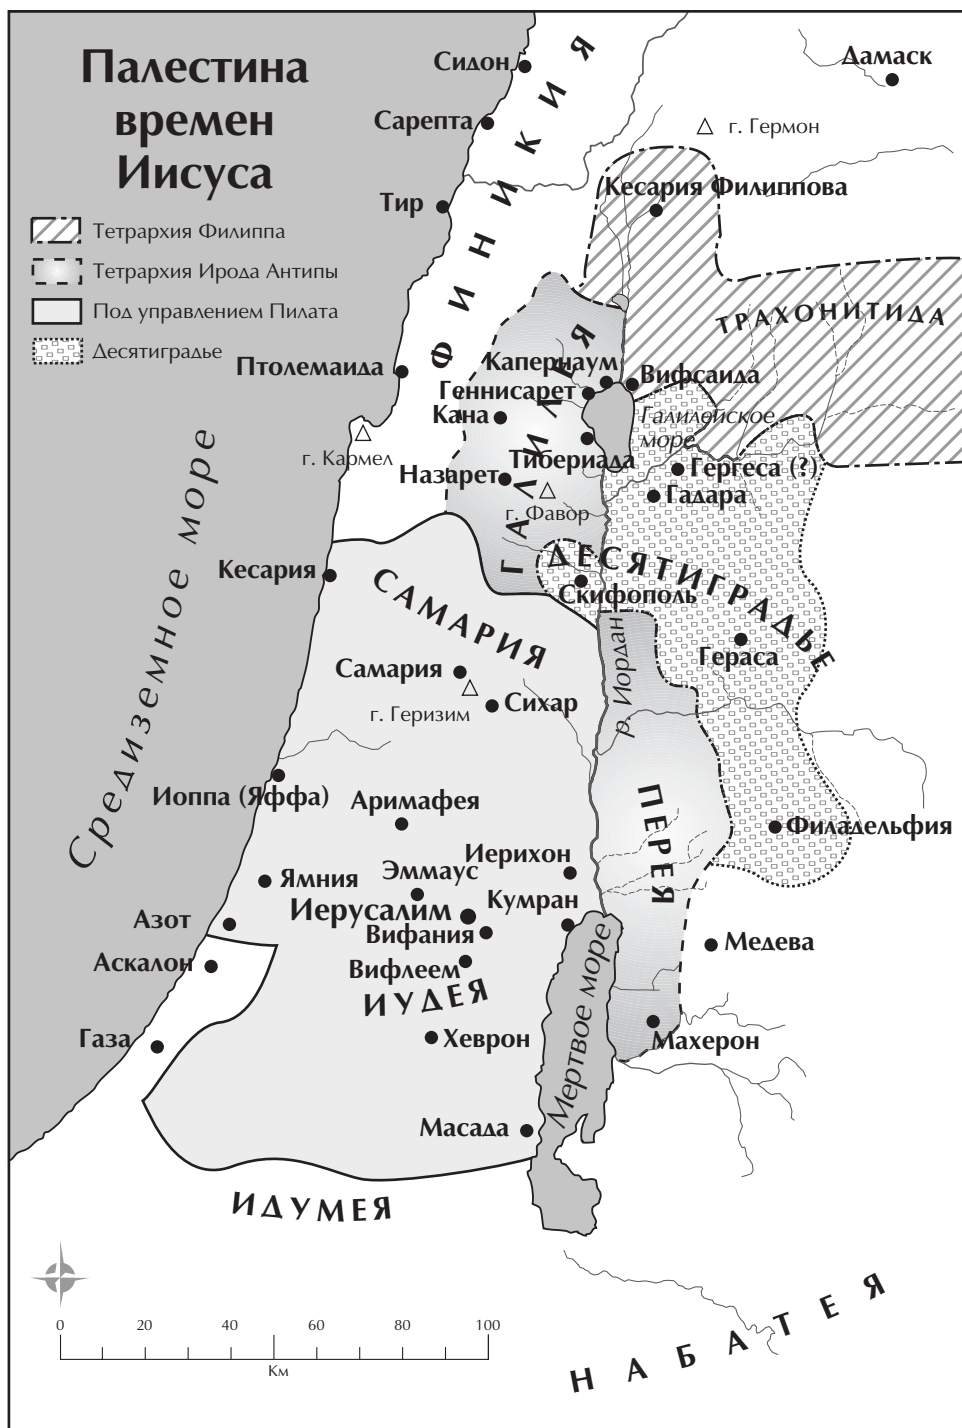 Палестина
времен
Иисуса
Тетрархия Филиппа
Тетрархия Ирода Антипы
Под управлением Пилата
Десятиградье
Сидон
Дамаск
Сарепта
г. Гермон
ФИНИКИЯ
Тир
Кесария Филиппова
ТРАХОНИТИДА
Птолемаида
Капернаум
Вифсаида
Геннисарет
Кана
Галилейское
море
г. Кармел
Тибериада
Гергеса (?)
Назарет
Гадара
г. Фавор
ГАЛИЛЕЯ
Средиземное море
ДЕСЯТИГРАДЬЕ
Кесария
Скифополь
САМАРИЯ
р. Иордан
Гераса
Самария
Сихар
г. Геризим
Иоппа (Яффа)
Аримафея
ПЕРЕЯ
Филадельфия
Иерихон
Эммаус
Ямния
Кумран
Иерусалим
Азот
Вифания
Медева
Аскалон
Вифлеем
ИУДЕЯ
Мертвое море
Газа
Хеврон
Махерон
Масада
ИДУМЕЯ
НАБАТЕЯ
0 20 40 60 80 100
Км